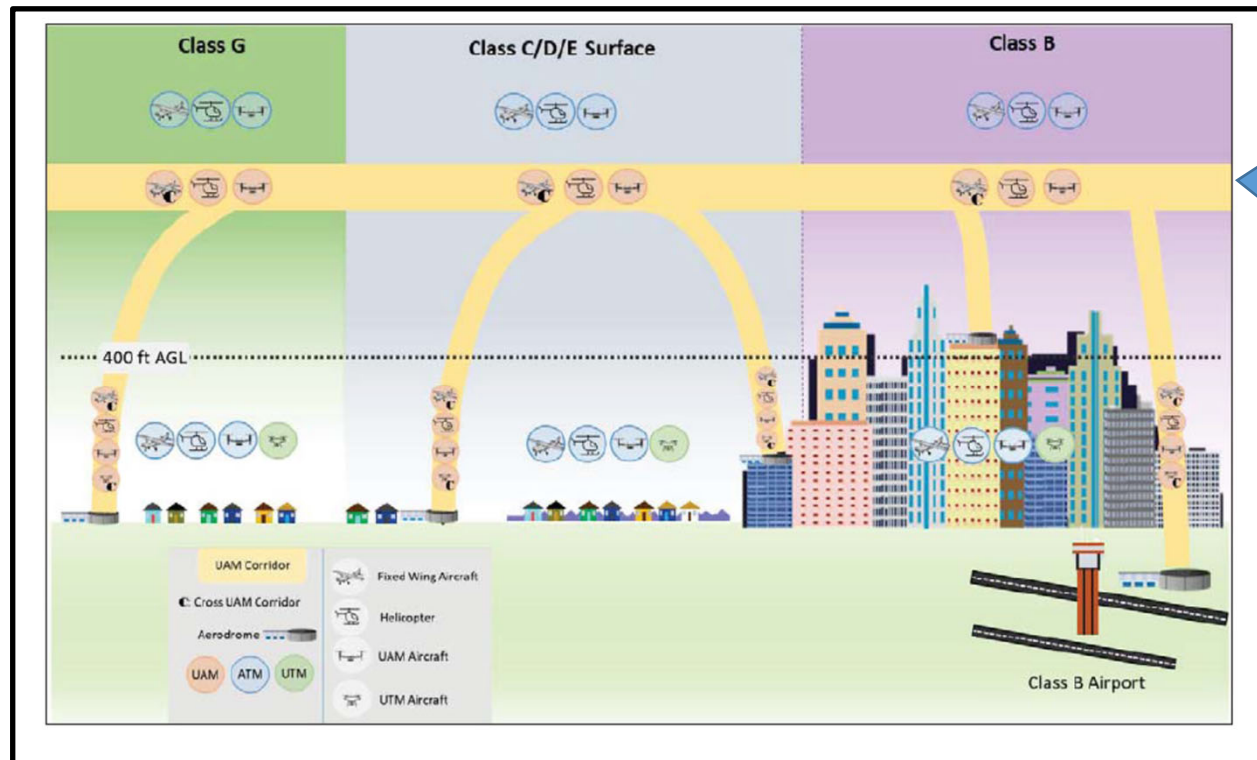 Class G
Class C/D/E Surface
Class B
400 ft AGL
UAM Corridor
C: Cross UAM Corridor
Aerodrome
UAM
ATM
UTM
Fixed Wing Aircraft
Helicopter
UAM Aircraft
UTM Aircraft
Class B Airport